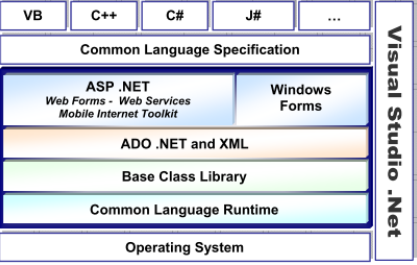 VB C++ C# J# ...
Common Language Specification
ASP .NET
Web Forms - Web Services
Mobile Internet Toolkit
Windows
Forms
ADO .NET and XML
Base Class Library
Common Language Runtime
Operating System
Visual Studio .Net